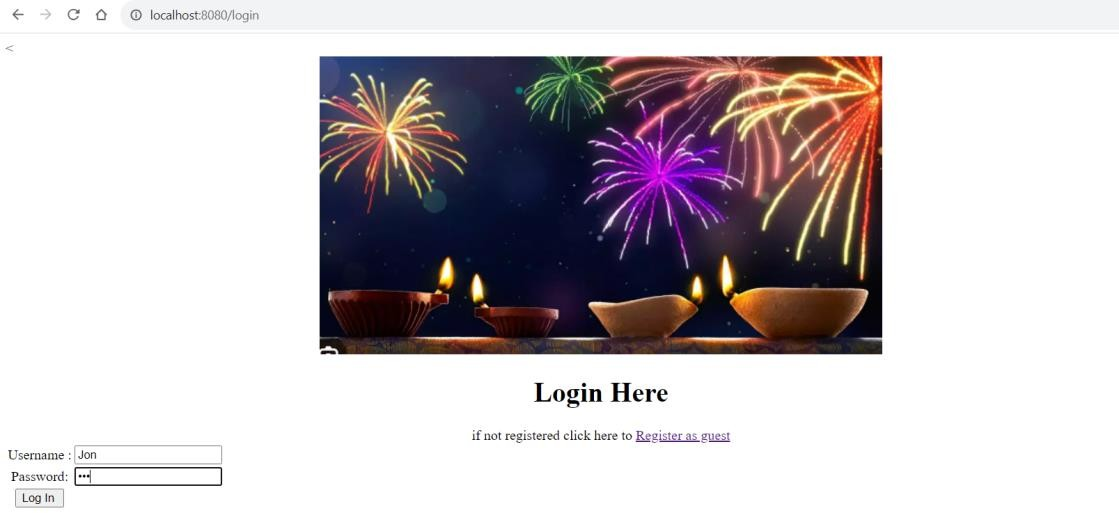 localhost:8080/login
<
Login Here
if not registered click here to Register as guest
Username : Jon
Password: •••
Log In